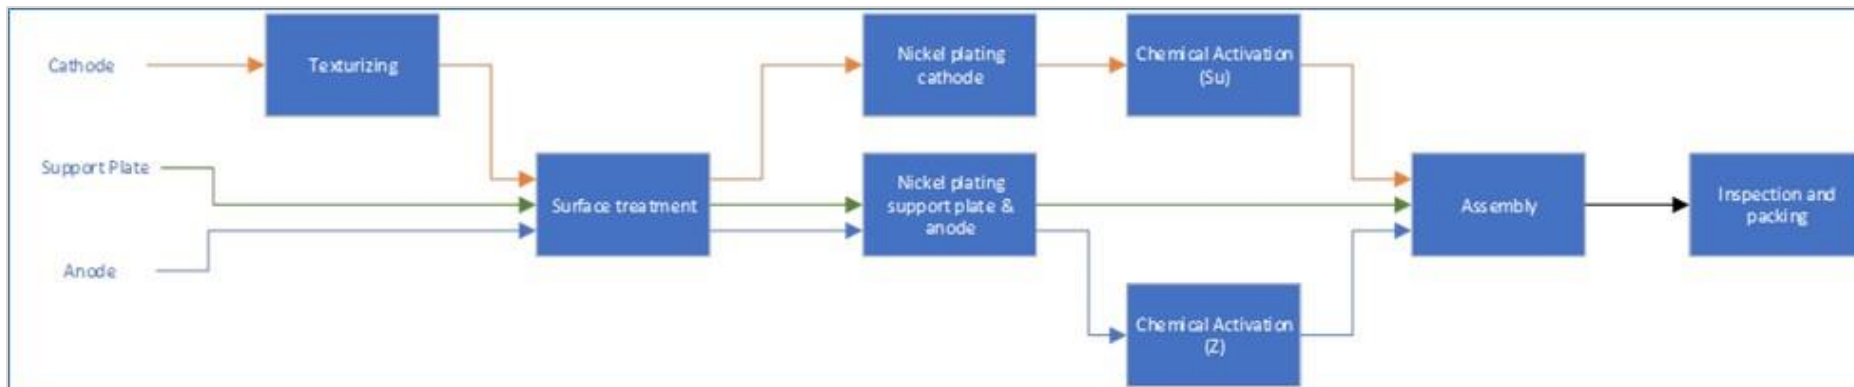 Cathode
Texturizing
Nickel plating
cathode
Chemical Activation
(Su)
Support Plate
Surface treatment
Nickel plating
support plate &
anode
Assembly
Inspection and
packing
Anode
Chemical Activation
(Z)